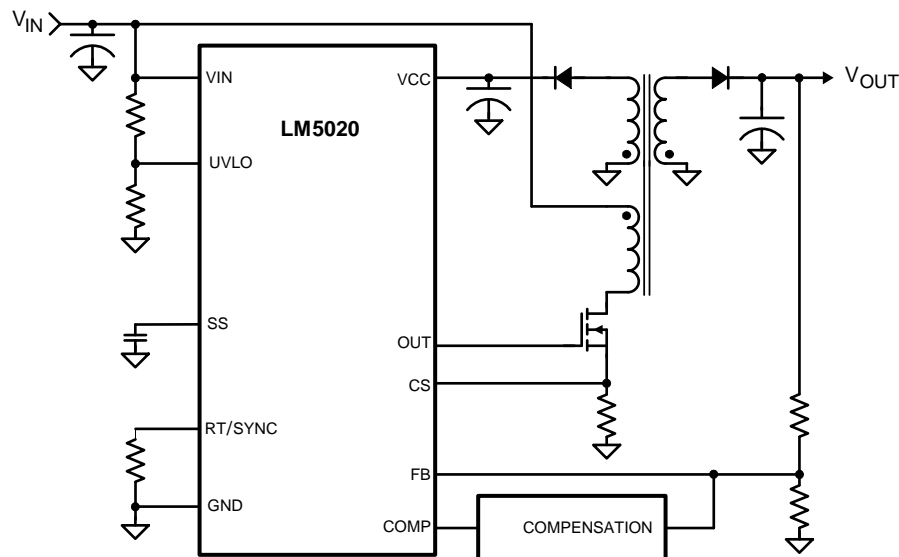 VIN
VIN
VCC
VOUT
LM5020
UVLO
SS
OUT
CS
RT/SYNC
FB
GND
COMP
COMPENSATION